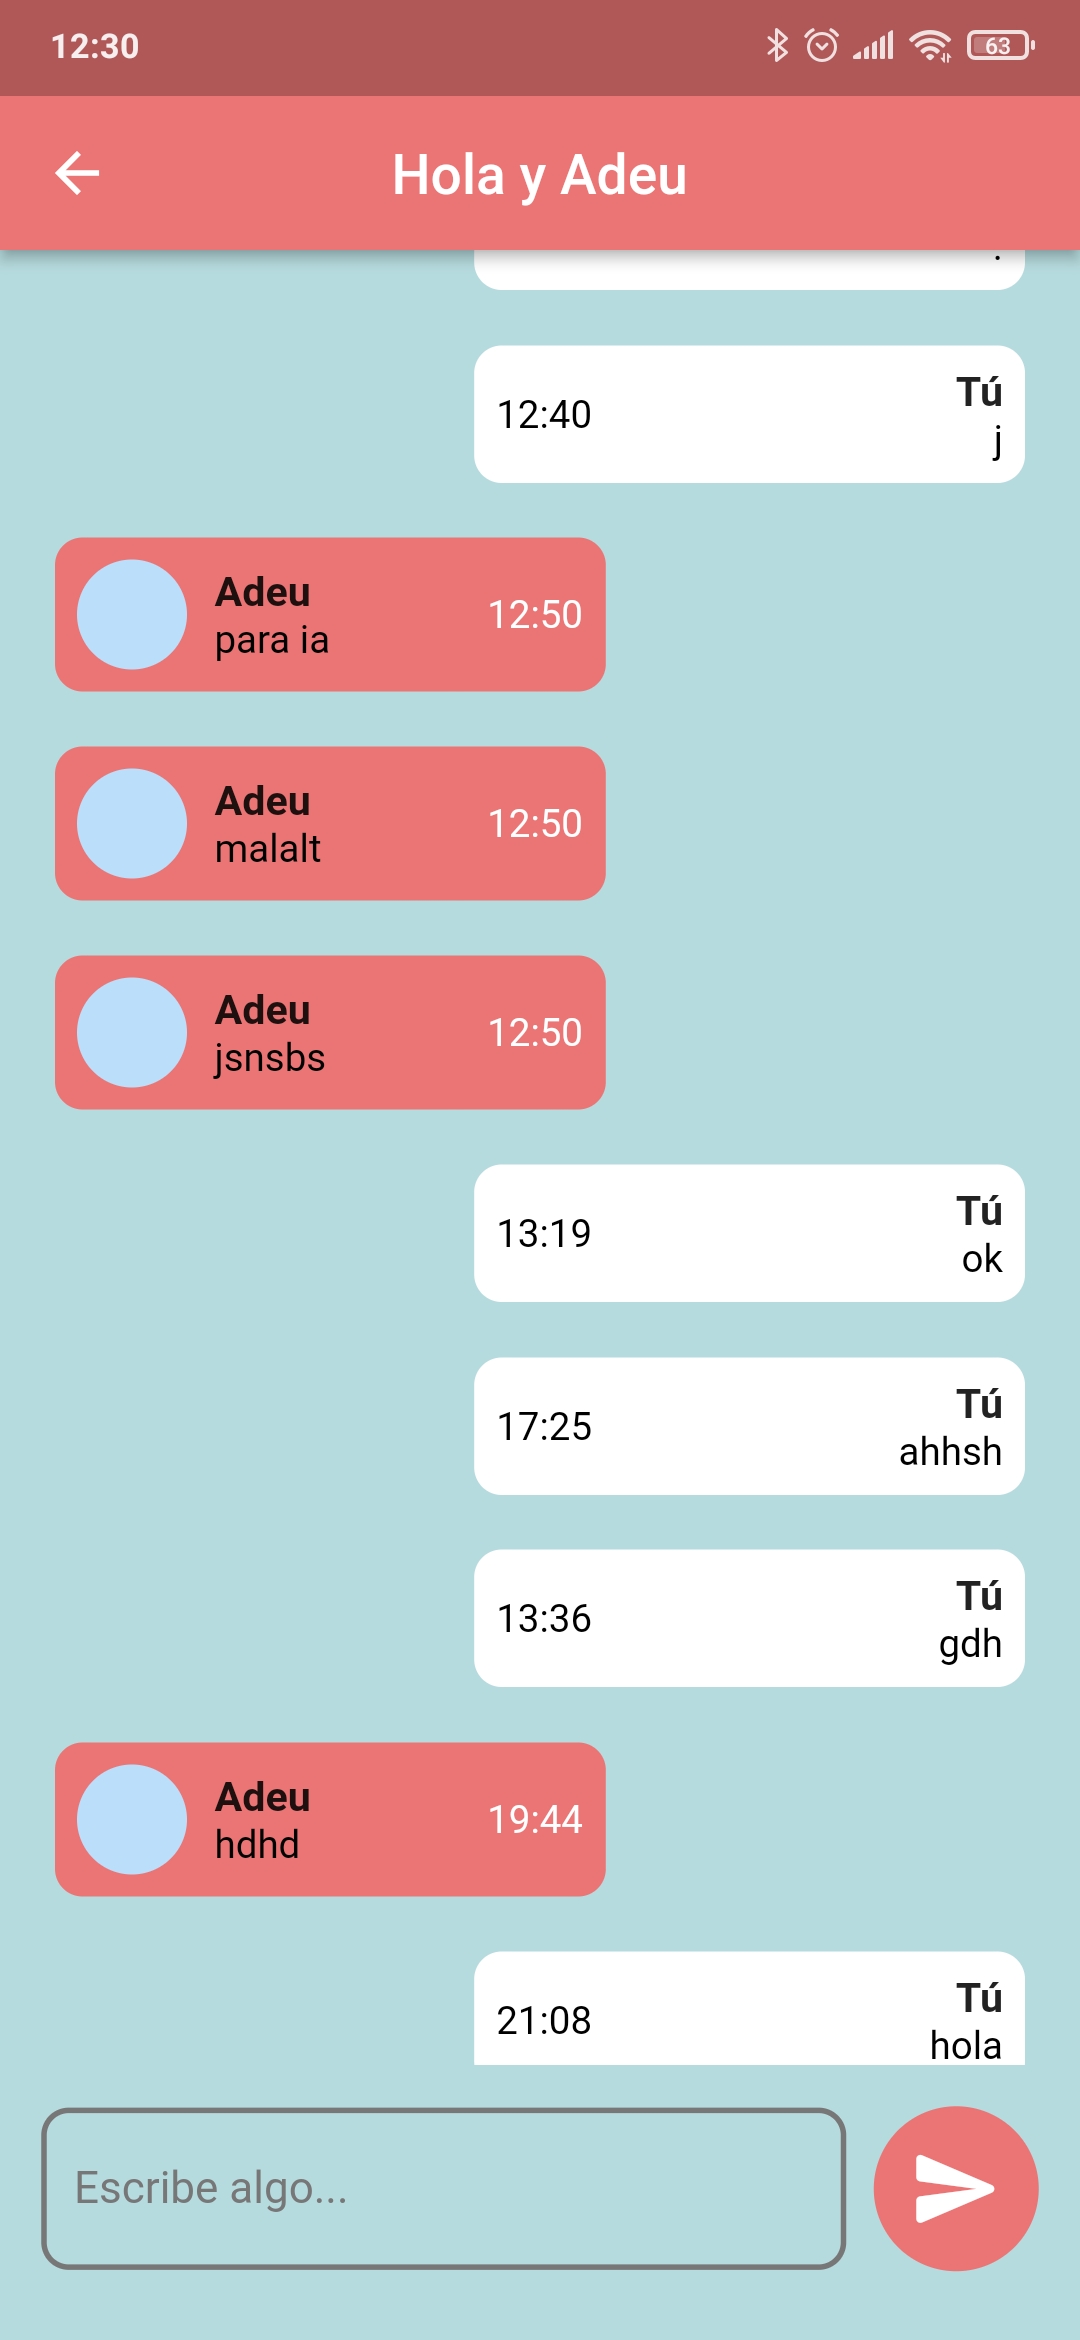 12:30
63
Hola y Adeu
.
Tú
12:40
j
Adeu
para ia
12:50
Adeu
malalt
12:50
Adeu
jsnsbs
12:50
Tú
13:19
ok
Tú
17:25
ahhsh
Tú
13:36
gdh
Adeu
hdhd
19:44
Tú
21:08
hola
Escribe algo...